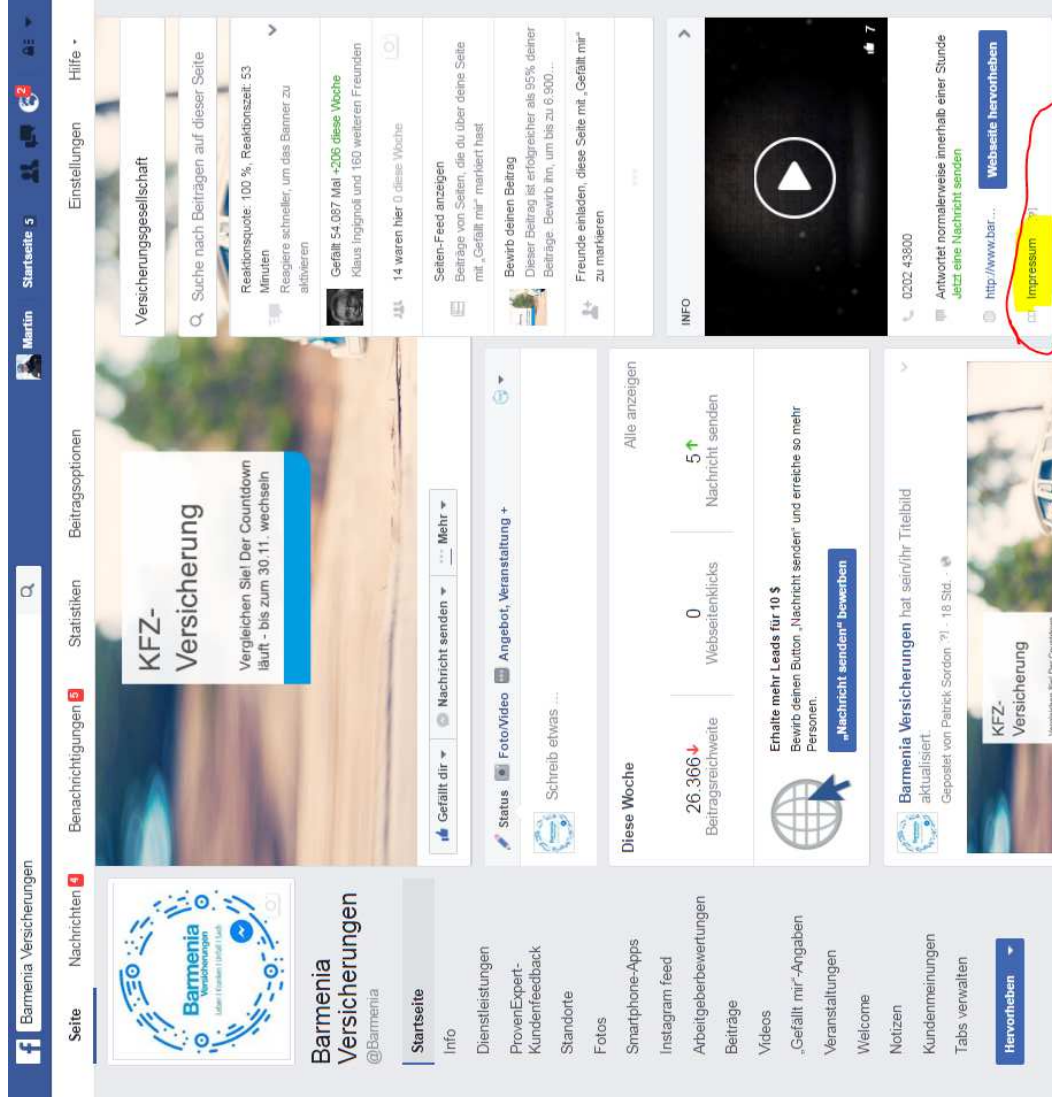 Barmenia Versicherungen
Martin
Startseite 5
2
Seite
Nachrichten 4
Benachrichtigungen 5
Statistiken
Beitragsoptionen
Einstellungen
Hilfe
Barmenia
Versicherungen
Barmenia
Versicherungen
@Barmenia
Startseite
Info
Dienstleistungen
ProvenExpert-
Kundenfeedback
Standorte
Fotos
Smartphone-Apps
Instagram feed
Arbeitgeberbewertungen
Beiträge
Videos
„Gefällt mir“-Angaben
Veranstaltungen
Welcome
Notizen
Kundenmeinungen
Tabs verwalten
Hervorheben
KFZ-
Versicherung
Vergleichen Sie! Der Countdown
läuft - bis zum 30.11. wechseln
Gefällt dir
Nachricht senden
Mehr
Status
Foto/Video
Angebot, Veranstaltung +
Schreib etwas ...
Diese Woche
Alle anzeigen
26.366
Beitragsreichweite
0
Webseitenklicks
5
Nachricht senden
Erhalte mehr Leads für 10 $
Bewirb deinen Button „Nachricht senden“ und erreiche so mehr
Personen.
„Nachricht senden“ bewerben
Barmenia Versicherungen hat sein/ihr Titelbild
aktualisiert.
Gepostet von Patrick Sordon [?] · 18 Std. ·
KFZ-
Versicherung
Versicherungsgesellschaft
Suche nach Beiträgen auf dieser Seite
Reaktionsquote: 100 %, Reaktionszeit: 53
Minuten
Reagiere schneller, um das Banner zu
aktivieren
Gefällt 54.087 Mal +206 diese Woche
Klaus Ingignoli und 160 weiteren Freunden
14 waren hier 0 diese Woche
Seiten-Feed anzeigen
Beiträge von Seiten, die du über deine Seite
mit „Gefällt mir“ markiert hast
Bewirb deinen Beitrag
Dieser Beitrag ist erfolgreicher als 95% deiner
Beiträge. Bewirb ihn, um bis zu 6.900...
Freunde einladen, diese Seite mit „Gefällt mir“
zu markieren
INFO
7
0202 43800
Antwortet normalerweise innerhalb einer Stunde
Jetzt eine Nachricht senden
http://www.bar...
Webseite hervorheben
Impressum [?]